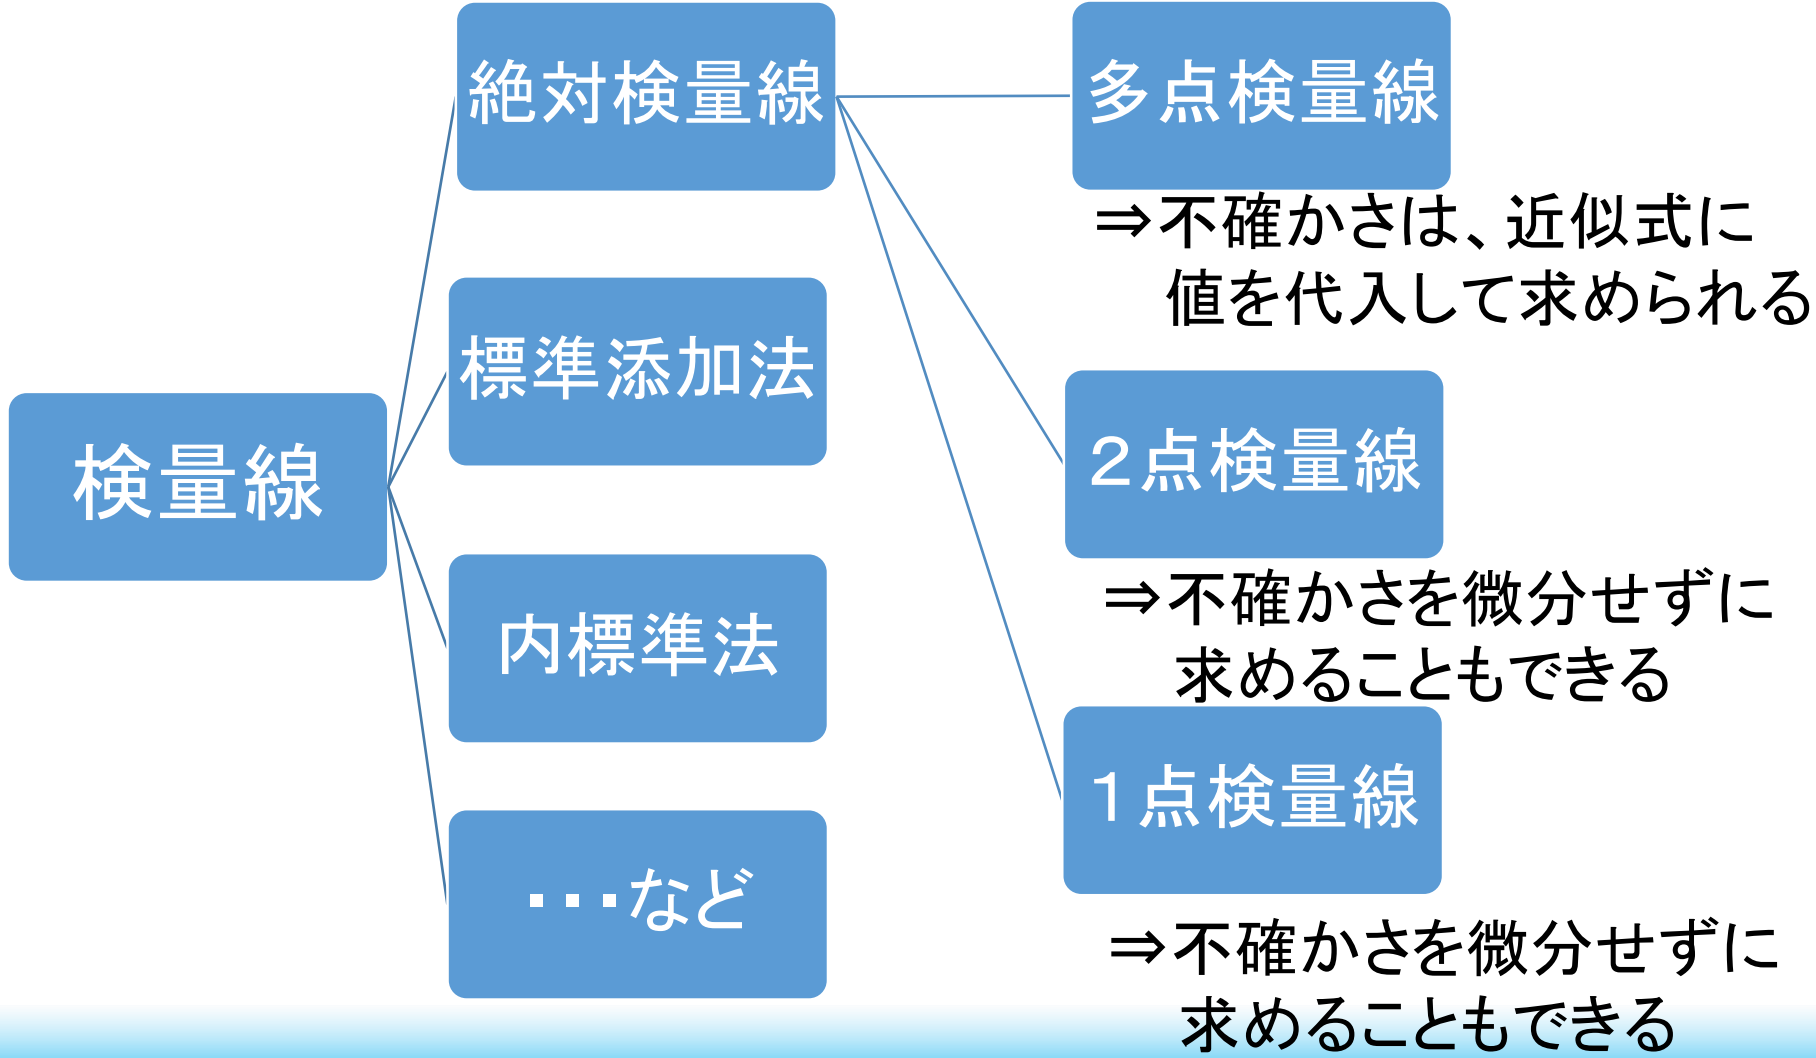 検量線
絶対検量線
標準添加法
内標準法
・・・など
多点検量線
⇒不確かさは、近似式に
値を代入して求められる
２点検量線
⇒不確かさを微分せずに
求めることもできる
１点検量線
⇒不確かさを微分せずに
求めることもできる